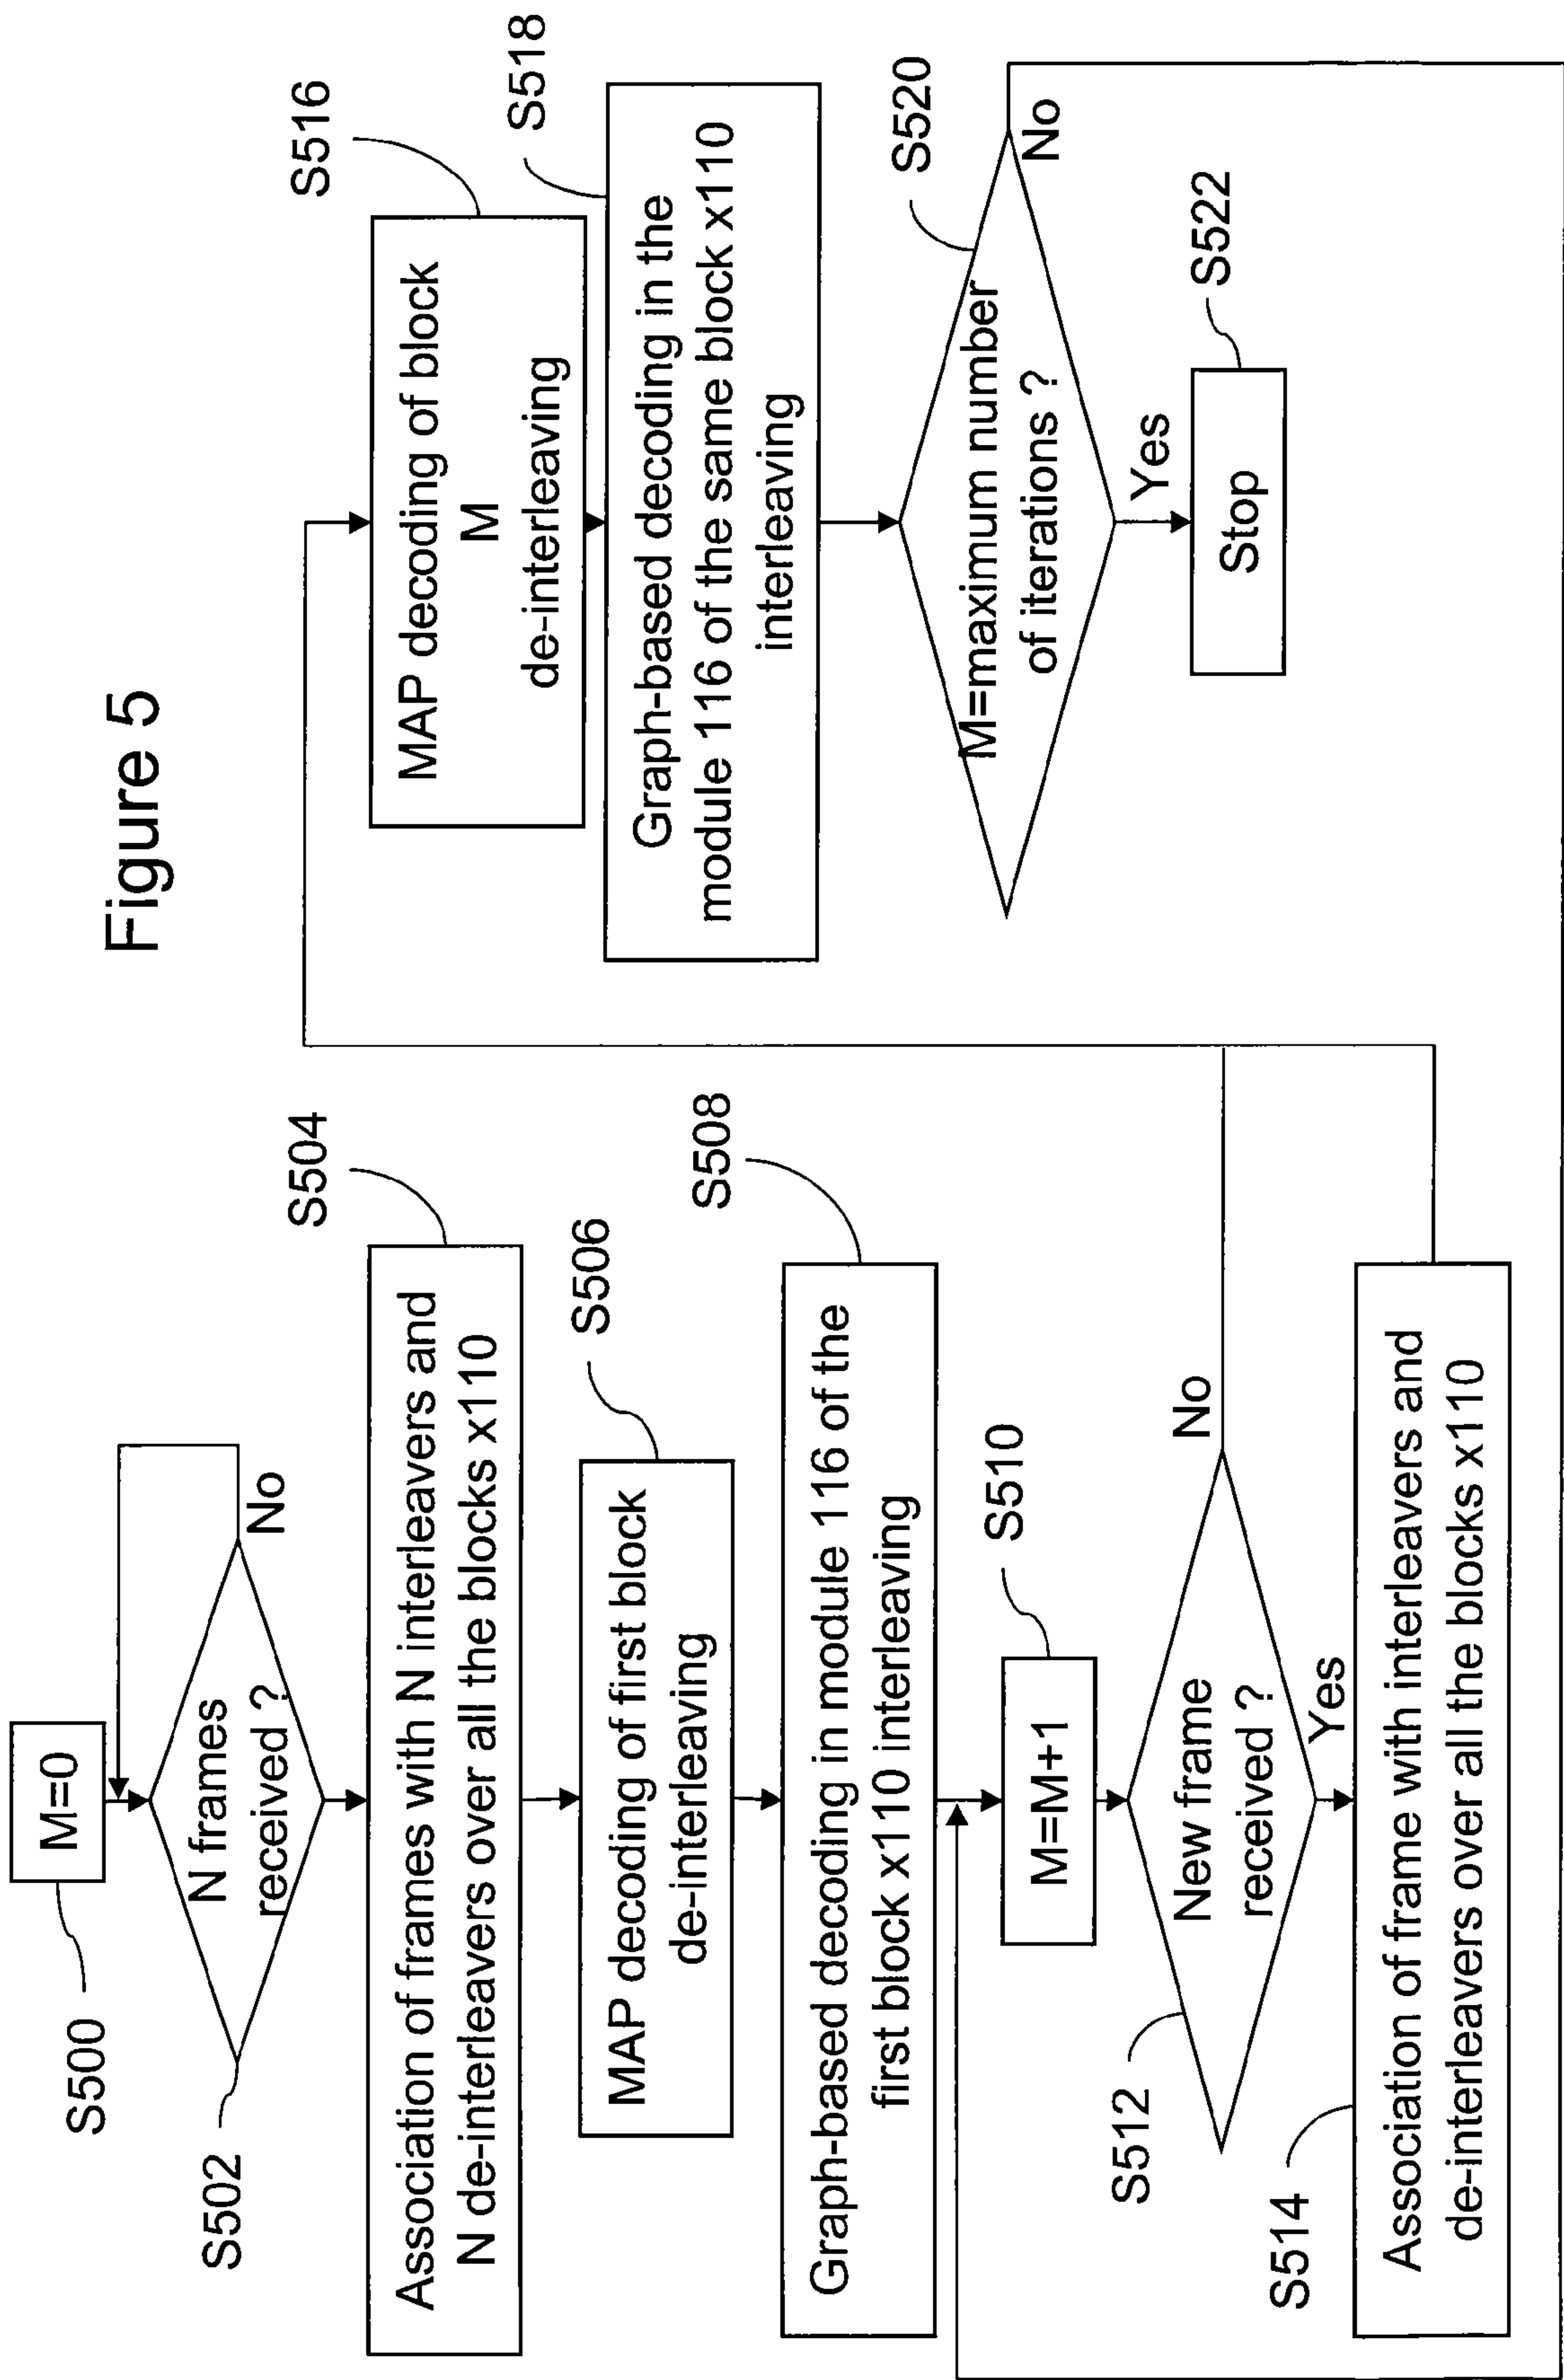 Figure 5
S500
M=0
S502
N frames
received ?
No
S504
Association of frames with N interleavers and
N de-interleavers over all the blocks x110
S506
MAP decoding of first block
de-interleaving
S508
Graph-based decoding in module 116 of the
first block x110 interleaving
S510
M=M+1
S512
New frame
received ?
No
Yes
S514
Association of frame with interleavers and
de-interleavers over all the blocks x110
S516
MAP decoding of block
M
de-interleaving
S518
Graph-based decoding in the
module 116 of the same block x110
interleaving
S520
M=maximum number
of iterations ?
No
Yes
S522
Stop